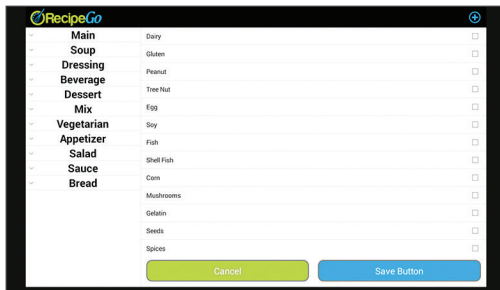 RecipeGo
Main
Soup
Dressing
Beverage
Dessert
Mix
Vegetarian
Appetizer
Salad
Sauce
Bread
Dairy
Gluten
Peanut
Tree Nut
Egg
Soy
Fish
Shell Fish
Corn
Mushrooms
Gelatin
Seeds
Spices
Cancel
Save Button